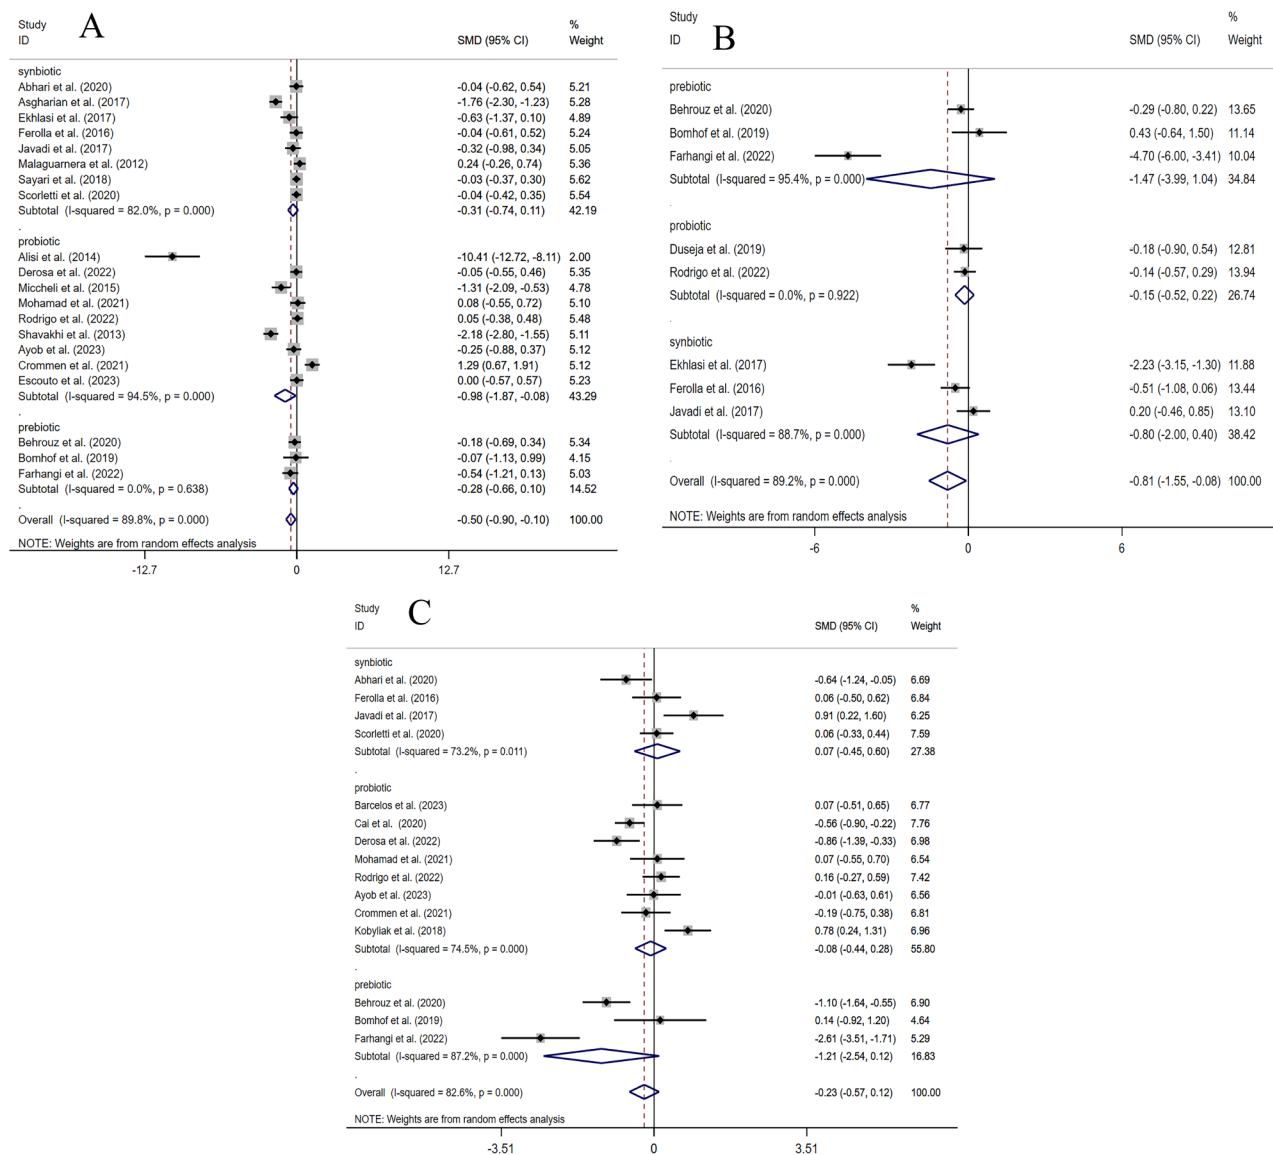 A
Study
ID
SMD (95% CI)
%
Weight
synbiotic
Abhari et al. (2020) -0.04 (-0.62, 0.54) 5.21
Asgharian et al. (2017) -1.76 (-2.30, -1.23) 5.28
Ekhlasi et al. (2017) -0.63 (-1.37, 0.10) 4.89
Ferolla et al. (2016) -0.04 (-0.61, 0.52) 5.24
Javadi et al. (2017) -0.32 (-0.98, 0.34) 5.05
Malaguarnera et al. (2012) 0.24 (-0.26, 0.74) 5.36
Sayari et al. (2018) -0.03 (-0.37, 0.30) 5.62
Scorletti et al. (2020) -0.04 (-0.42, 0.35) 5.54
Subtotal (I-squared = 82.0%, p = 0.000) -0.31 (-0.74, 0.11) 42.19
.
probiotic
Alisi et al. (2014) -10.41 (-12.72, -8.11) 2.00
Derosa et al. (2022) -0.05 (-0.55, 0.46) 5.35
Miccheli et al. (2015) -1.31 (-2.09, -0.53) 4.78
Mohamad et al. (2021) 0.08 (-0.55, 0.72) 5.10
Rodrigo et al. (2022) 0.05 (-0.38, 0.48) 5.48
Shavakhi et al. (2013) -2.18 (-2.80, -1.55) 5.11
Ayob et al. (2023) -0.25 (-0.88, 0.37) 5.12
Crommen et al. (2021) 1.29 (0.67, 1.91) 5.12
Escouto et al. (2023) 0.00 (-0.57, 0.57) 5.23
Subtotal (I-squared = 94.5%, p = 0.000) -0.98 (-1.87, -0.08) 43.29
.
prebiotic
Behrouz et al. (2020) -0.18 (-0.69, 0.34) 5.34
Bomhof et al. (2019) -0.07 (-1.13, 0.99) 4.15
Farhangi et al. (2022) -0.54 (-1.21, 0.13) 5.03
Subtotal (I-squared = 0.0%, p = 0.638) -0.28 (-0.66, 0.10) 14.52
.
Overall (I-squared = 89.8%, p = 0.000) -0.50 (-0.90, -0.10) 100.00
NOTE: Weights are from random effects analysis
-12.7 0 12.7
B
Study
ID
SMD (95% CI)
%
Weight
prebiotic
Behrouz et al. (2020) -0.29 (-0.80, 0.22) 13.65
Bomhof et al. (2019) 0.43 (-0.64, 1.50) 11.14
Farhangi et al. (2022) -4.70 (-6.00, -3.41) 10.04
Subtotal (I-squared = 95.4%, p = 0.000) -1.47 (-3.99, 1.04) 34.84
.
probiotic
Duseja et al. (2019) -0.18 (-0.90, 0.54) 12.81
Rodrigo et al. (2022) -0.14 (-0.57, 0.29) 13.94
Subtotal (I-squared = 0.0%, p = 0.922) -0.15 (-0.52, 0.22) 26.74
.
synbiotic
Ekhlasi et al. (2017) -2.23 (-3.15, -1.30) 11.88
Ferolla et al. (2016) -0.51 (-1.08, 0.06) 13.44
Javadi et al. (2017) 0.20 (-0.46, 0.85) 13.10
Subtotal (I-squared = 88.7%, p = 0.000) -0.80 (-2.00, 0.40) 38.42
.
Overall (I-squared = 89.2%, p = 0.000) -0.81 (-1.55, -0.08) 100.00
NOTE: Weights are from random effects analysis
-6 0 6
C
Study
ID
SMD (95% CI)
%
Weight
synbiotic
Abhari et al. (2020) -0.64 (-1.24, -0.05) 6.69
Ferolla et al. (2016) 0.06 (-0.50, 0.62) 6.84
Javadi et al. (2017) 0.91 (0.22, 1.60) 6.25
Scorletti et al. (2020) 0.06 (-0.33, 0.44) 7.59
Subtotal (I-squared = 73.2%, p = 0.011) 0.07 (-0.45, 0.60) 27.38
.
probiotic
Barcelos et al. (2023) 0.07 (-0.51, 0.65) 6.77
Cai et al. (2020) -0.56 (-0.90, -0.22) 7.76
Derosa et al. (2022) -0.86 (-1.39, -0.33) 6.98
Mohamad et al. (2021) 0.07 (-0.55, 0.70) 6.54
Rodrigo et al. (2022) 0.16 (-0.27, 0.59) 7.42
Ayob et al. (2023) -0.01 (-0.63, 0.61) 6.56
Crommen et al. (2021) -0.19 (-0.75, 0.38) 6.81
Kobyliak et al. (2018) 0.78 (0.24, 1.31) 6.96
Subtotal (I-squared = 74.5%, p = 0.000) -0.08 (-0.44, 0.28) 55.80
.
prebiotic
Behrouz et al. (2020) -1.10 (-1.64, -0.55) 6.90
Bomhof et al. (2019) 0.14 (-0.92, 1.20) 4.64
Farhangi et al. (2022) -2.61 (-3.51, -1.71) 5.29
Subtotal (I-squared = 87.2%, p = 0.000) -1.21 (-2.54, 0.12) 16.83
.
Overall (I-squared = 82.6%, p = 0.000) -0.23 (-0.57, 0.12) 100.00
NOTE: Weights are from random effects analysis
-3.51 0 3.51